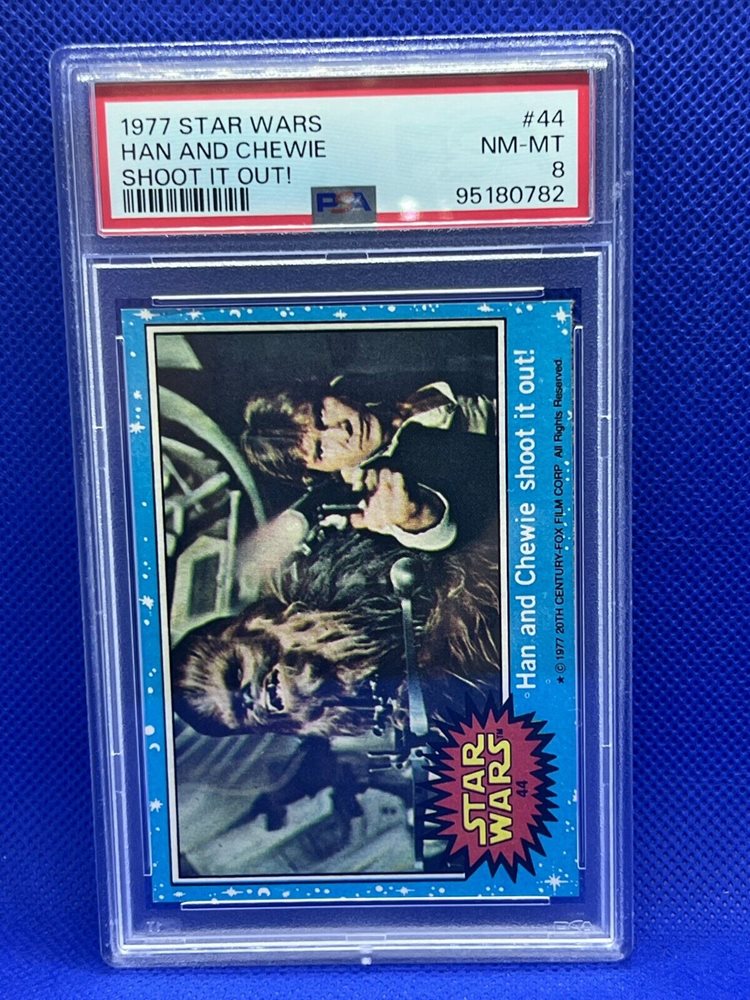 1977 STAR WARS
HAN AND CHEWIE
SHOOT IT OUT!
#44
NM-MT
8
95180782
PSA
Han and Chewie shoot it out!
★ © 1977 20TH CENTURY-FOX FILM CORP. All Rights Reserved.
STAR
WARS™
44